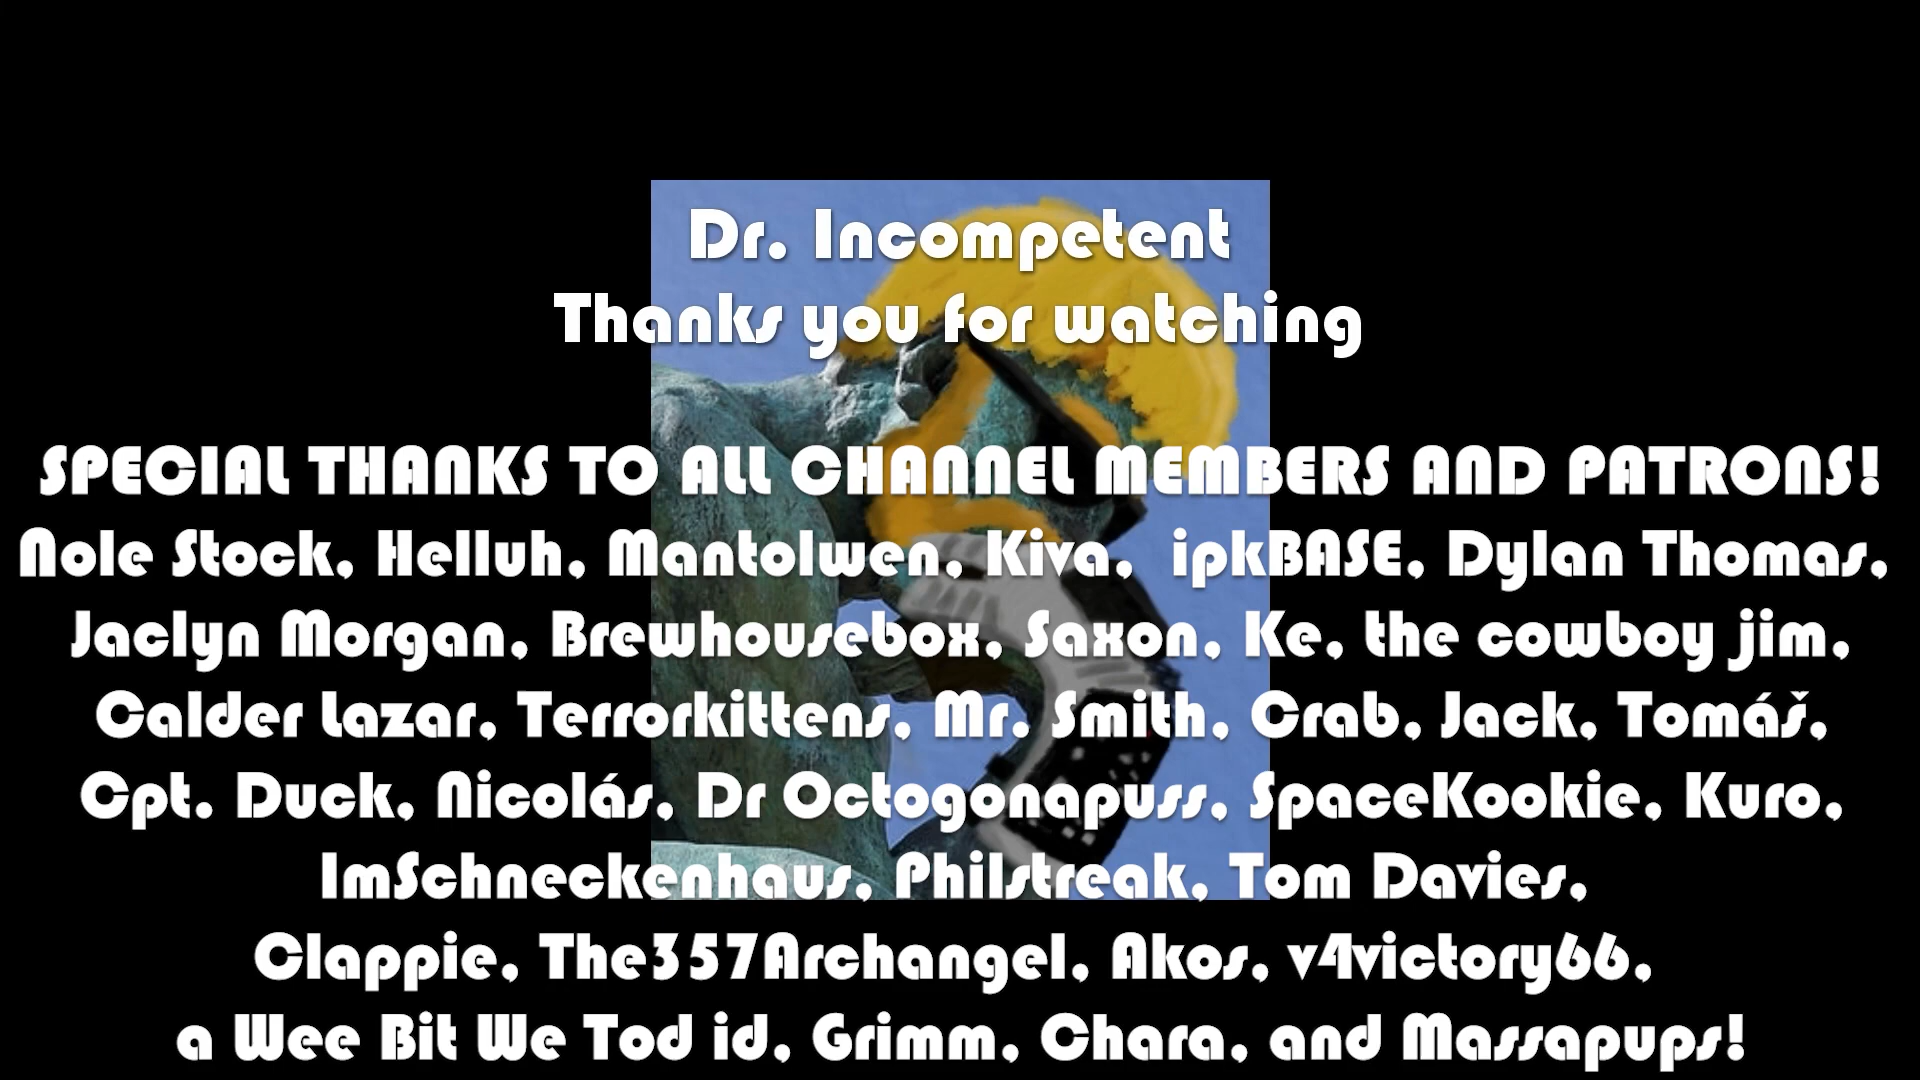 Dr. Incompetent
Thanks you for watching
SPECIAL THANKS TO ALL CHANNEL MEMBERS AND PATRONS!
Nole Stock, Helluh, Mantolwen, Kiva,  ipkBASE, Dylan Thomas,
Jaclyn Morgan, Brewhousebox, Saxon, Ke, the cowboy jim,
Calder Lazar, Terrorkittens, Mr. Smith, Crab, Jack, Tomáš,
Cpt. Duck, Nicolás, Dr Octogonapuss, SpaceKookie, Kuro,
ImSchneckenhaus, Philstreak, Tom Davies,
Clappie, The357Archangel, Akos, v4victory66,
a Wee Bit We Tod id, Grimm, Chara, and Massapups!